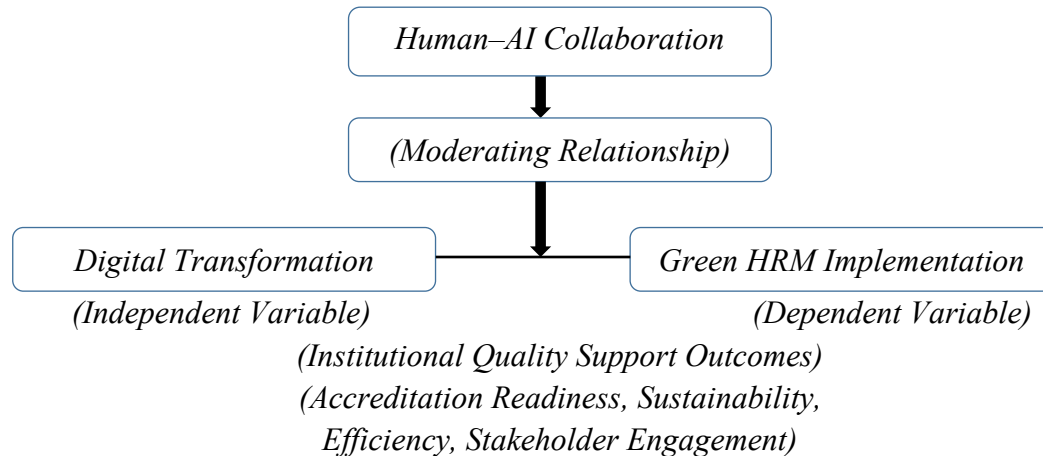 Human–AI Collaboration
(Moderating Relationship)
Digital Transformation
Green HRM Implementation
(Independent Variable)
(Dependent Variable)
(Institutional Quality Support Outcomes)
(Accreditation Readiness, Sustainability,
Efficiency, Stakeholder Engagement)